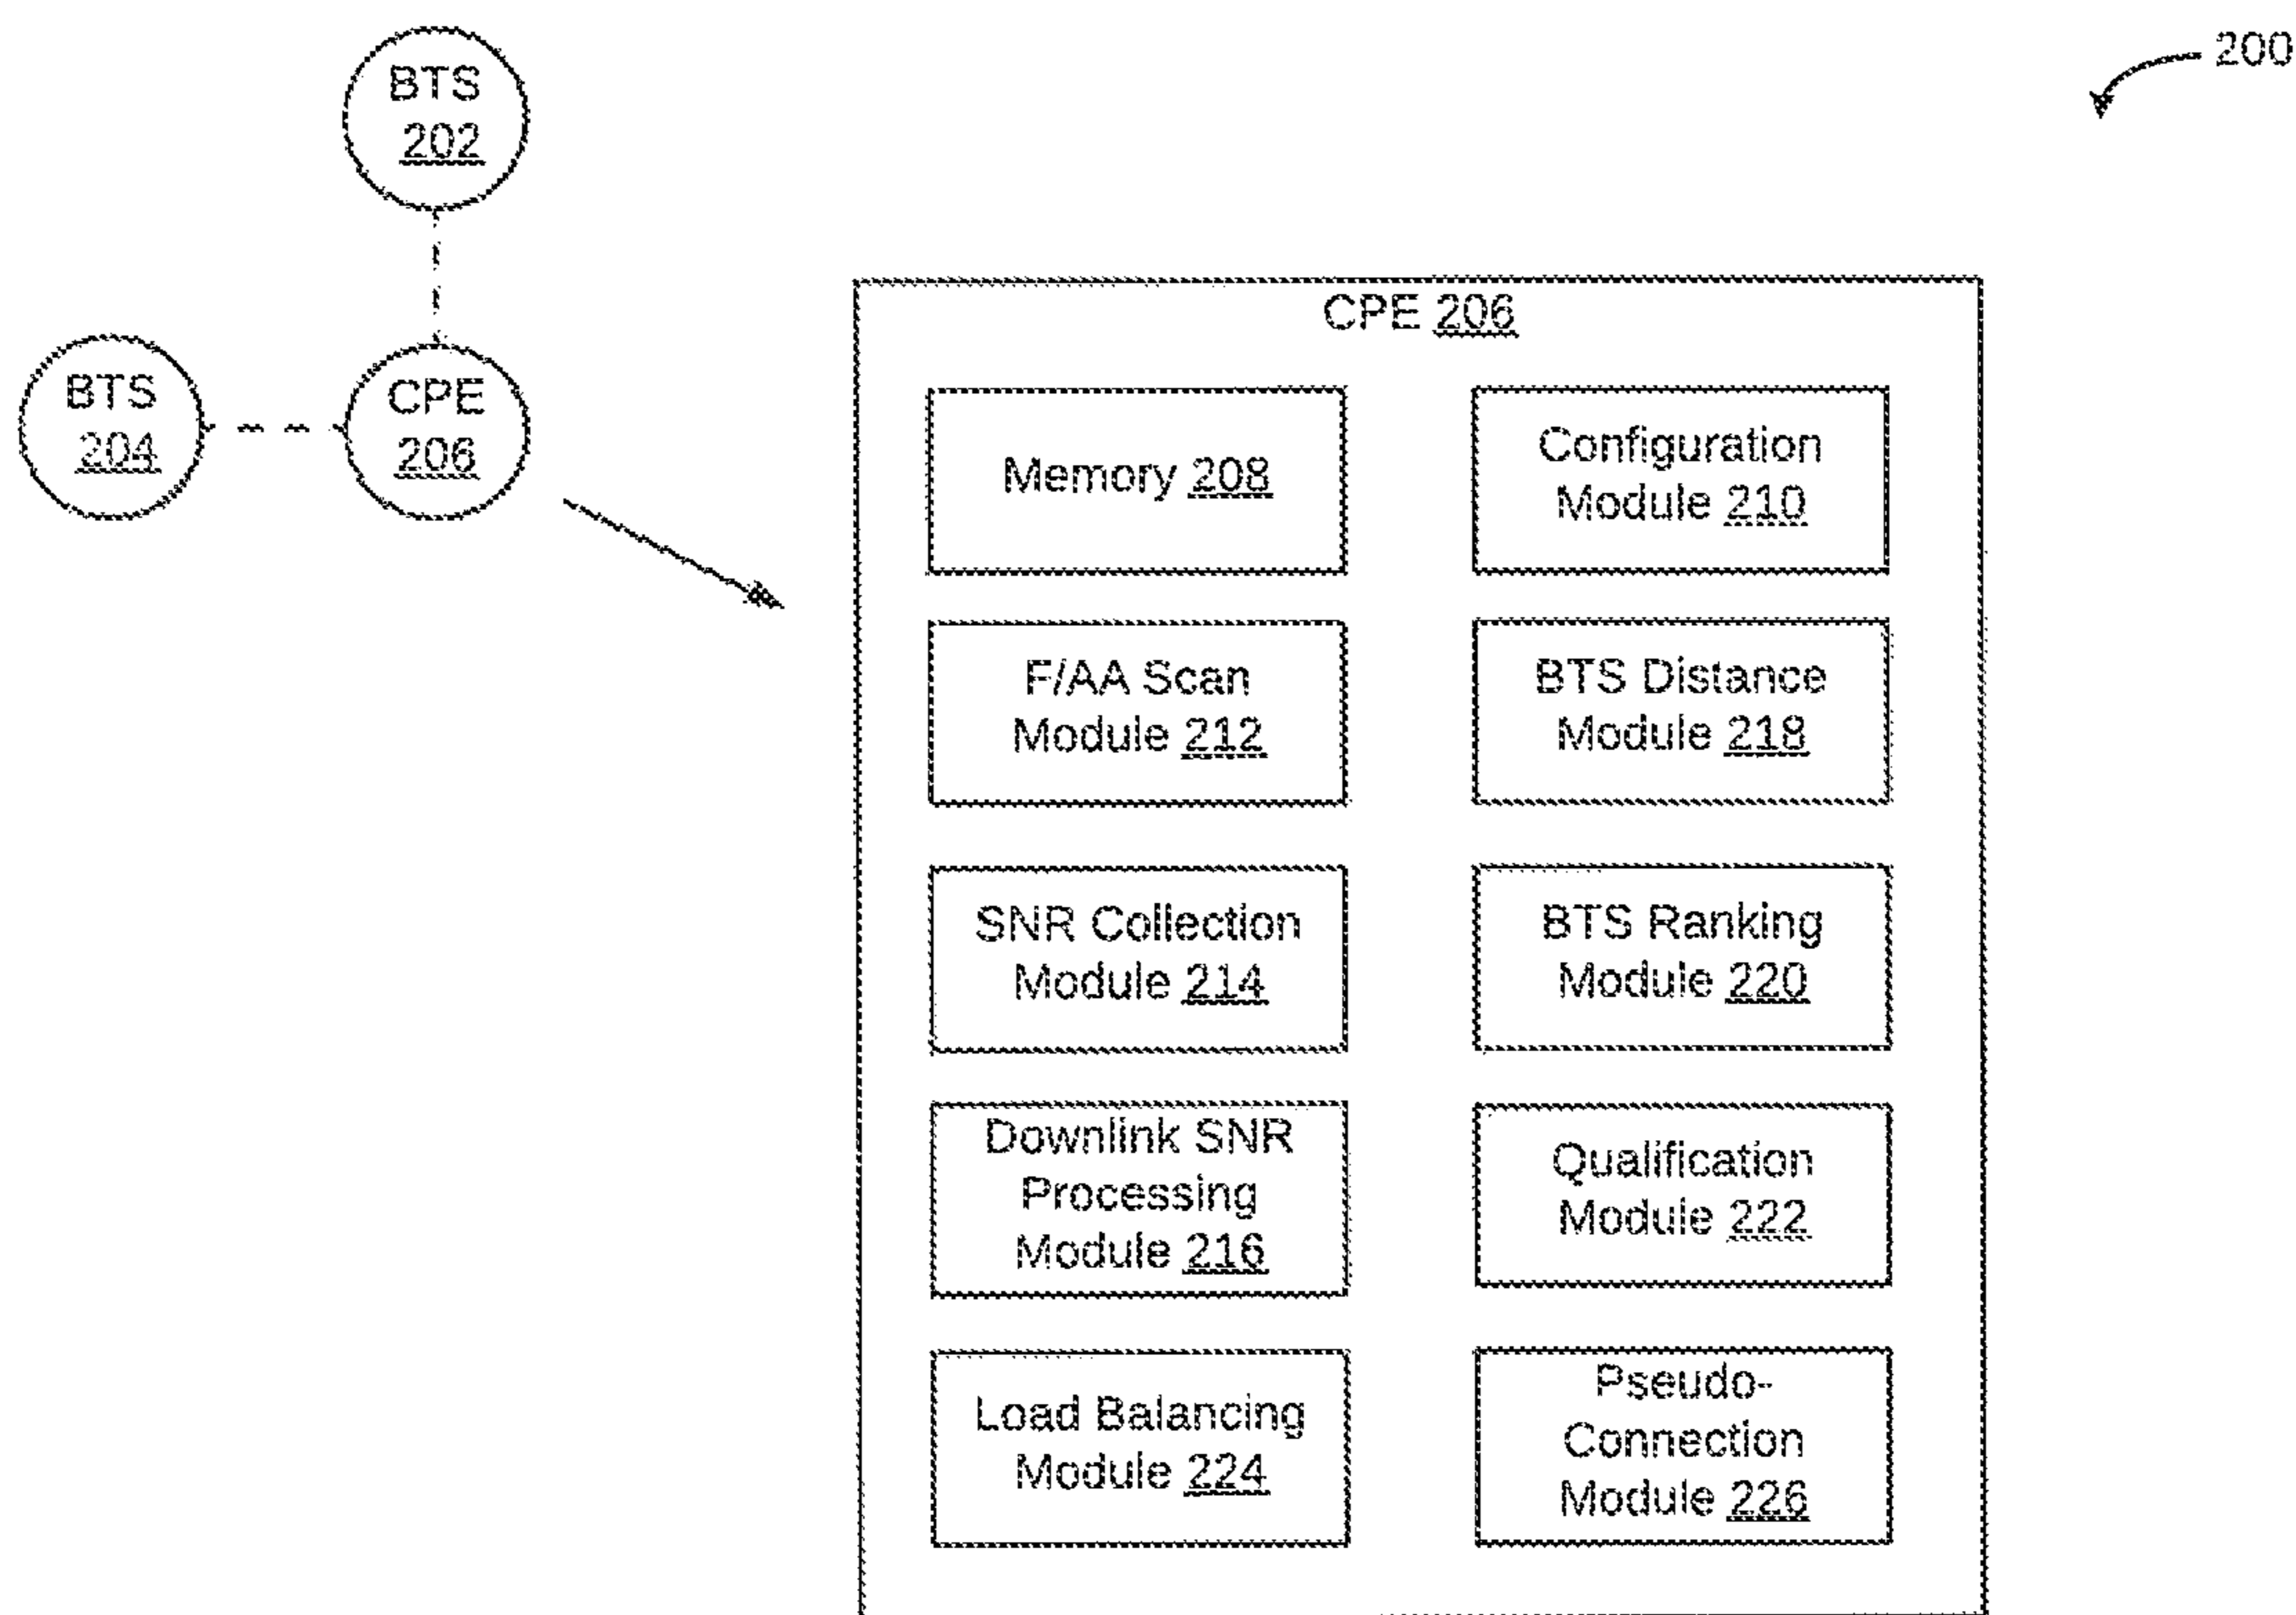 200
BTS
202
BTS
204
CPE
206
CPE 206
Memory 208
Configuration
Module 210
F/AA Scan
Module 212
BTS Distance
Module 218
SNR Collection
Module 214
BTS Ranking
Module 220
Downlink SNR
Processing
Module 216
Qualification
Module 222
Load Balancing
Module 224
Pseudo-
Connection
Module 226